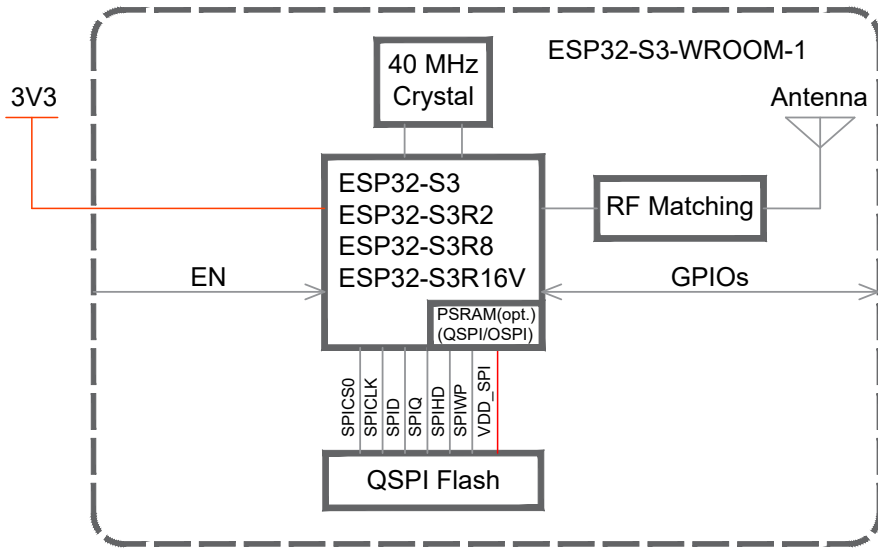 ESP32-S3-WROOM-1
40 MHz
Crystal
3V3
Antenna
ESP32-S3
ESP32-S3R2
ESP32-S3R8
ESP32-S3R16V
RF Matching
EN
GPIOs
PSRAM(opt.)
(QSPI/OSPI)
SPICS0
SPICLK
SPID
SPIQ
SPIHD
SPIWP
VDD_SPI
QSPI Flash